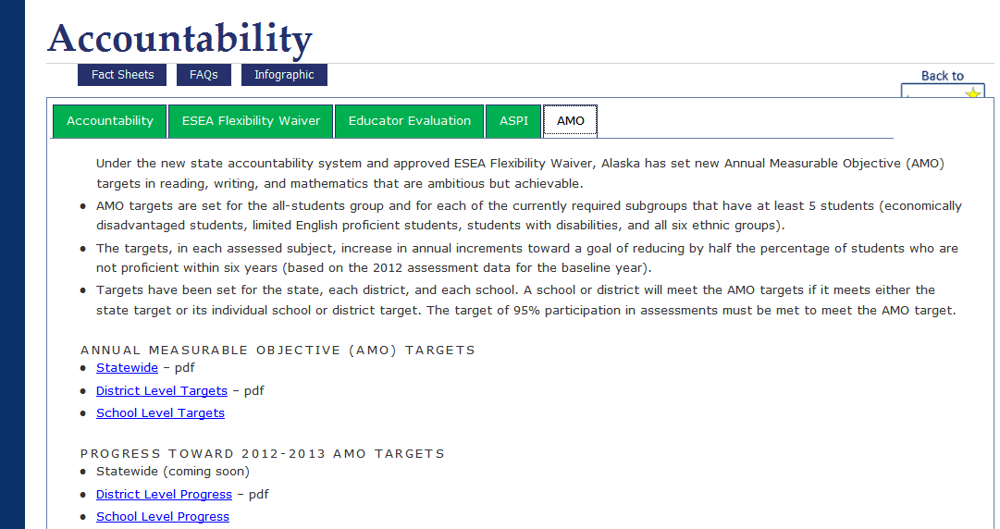 Accountability
Fact Sheets FAQs Infographic
Back to
Accountability ESEA Flexibility Waiver Educator Evaluation ASPI AMO
Under the new state accountability system and approved ESEA Flexibility Waiver, Alaska has set new Annual Measurable Objective (AMO)
targets in reading, writing, and mathematics that are ambitious but achievable.
● AMO targets are set for the all-students group and for each of the currently required subgroups that have at least 5 students (economically
disadvantaged students, limited English proficient students, students with disabilities, and all six ethnic groups).
● The targets, in each assessed subject, increase in annual increments toward a goal of reducing by half the percentage of students who are
not proficient within six years (based on the 2012 assessment data for the baseline year).
● Targets have been set for the state, each district, and each school. A school or district will meet the AMO targets if it meets either the
state target or its individual school or district target. The target of 95% participation in assessments must be met to meet the AMO target.
ANNUAL MEASURABLE OBJECTIVE (AMO) TARGETS
● Statewide – pdf
● District Level Targets – pdf
● School Level Targets
PROGRESS TOWARD 2012-2013 AMO TARGETS
● Statewide (coming soon)
● District Level Progress – pdf
● School Level Progress